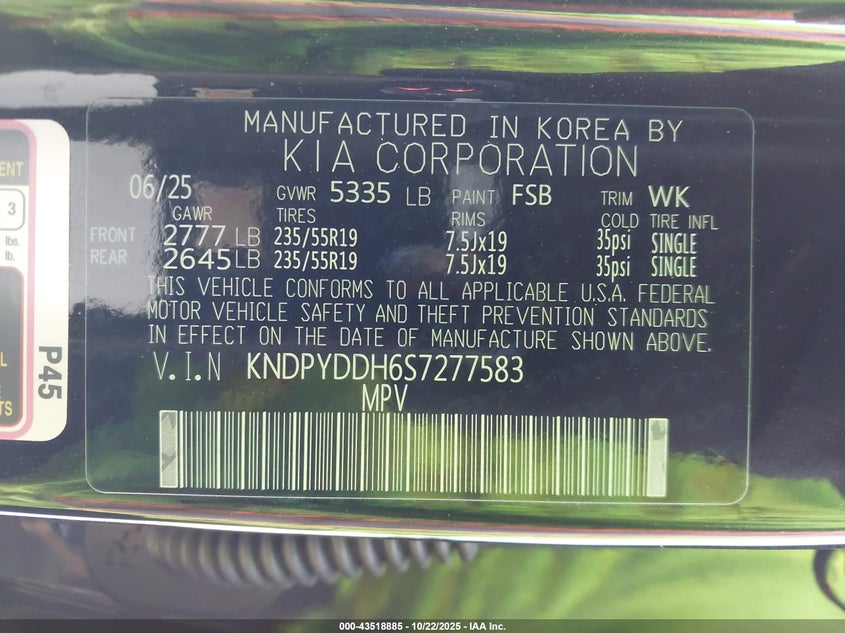 MANUFACTURED IN KOREA BY
KIA CORPORATION
06/25 GVWR 5335 LB PAINT FSB TRIM WK
GAWR TIRES RIMS COLD TIRE INFL
FRONT 2777 LB 235/55R19 7.5Jx19 35psi SINGLE
REAR 2645 LB 235/55R19 7.5Jx19 35psi SINGLE
THIS VEHICLE CONFORMS TO ALL APPLICABLE U.S.A. FEDERAL
MOTOR VEHICLE SAFETY AND THEFT PREVENTION STANDARDS
IN EFFECT ON THE DATE OF MANUFACTURE SHOWN ABOVE.
V.I.N KNDPYDDH6S7277583
MPV
3
lbs.
lb.
P45
000-43518885 | 10/22/2025 | IAA Inc.